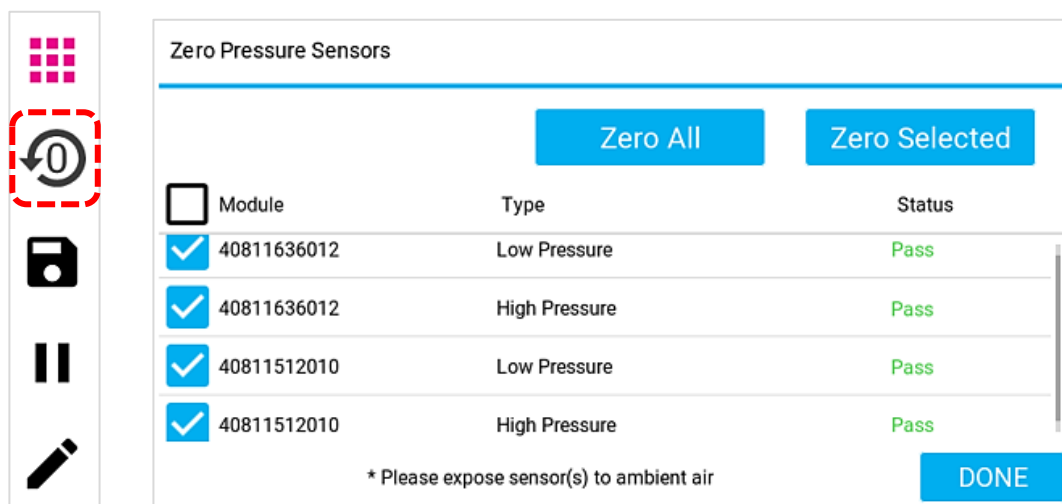 0
Zero Pressure Sensors
Zero All Zero Selected
Module Type Status
40811636012 Low Pressure Pass
40811636012 High Pressure Pass
40811512010 Low Pressure Pass
40811512010 High Pressure Pass
* Please expose sensor(s) to ambient air
DONE